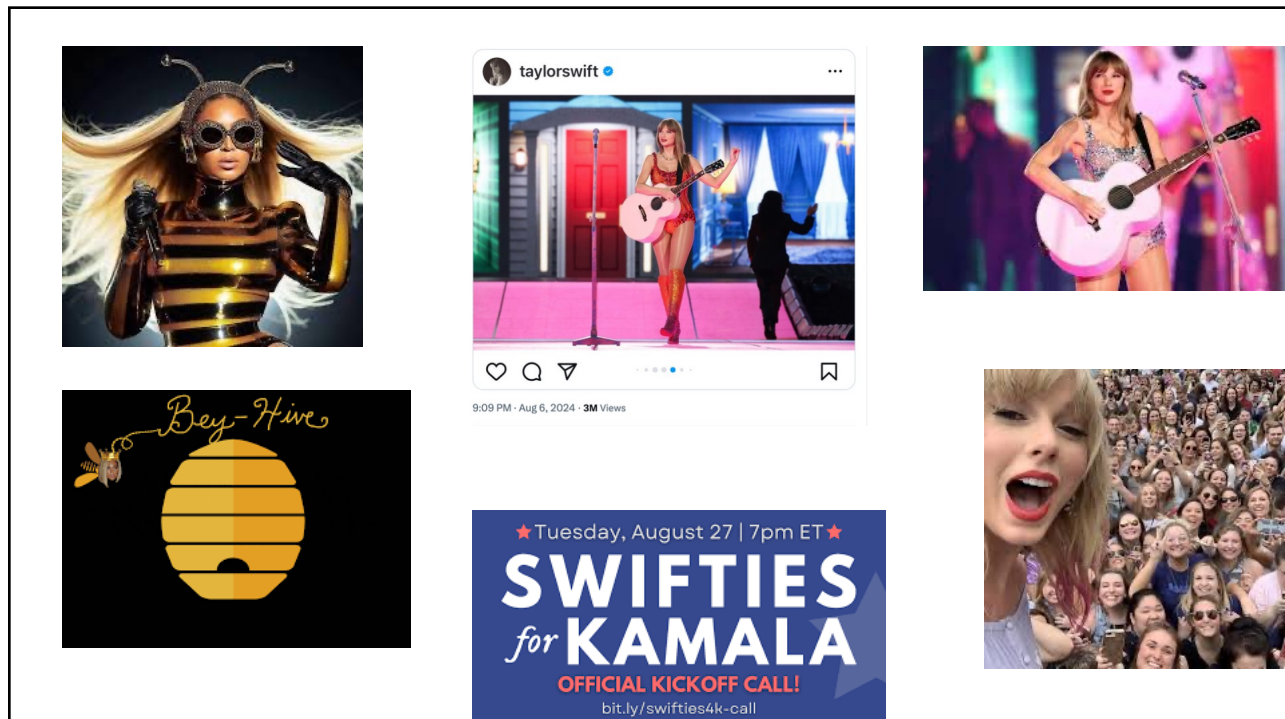 taylorswift
9:09 PM · Aug 6, 2024 · 3M Views
Bey-Hive
★Tuesday, August 27 | 7pm ET★
SWIFTIES
for KAMALA
OFFICIAL KICKOFF CALL!
bit.ly/swifties4k-call